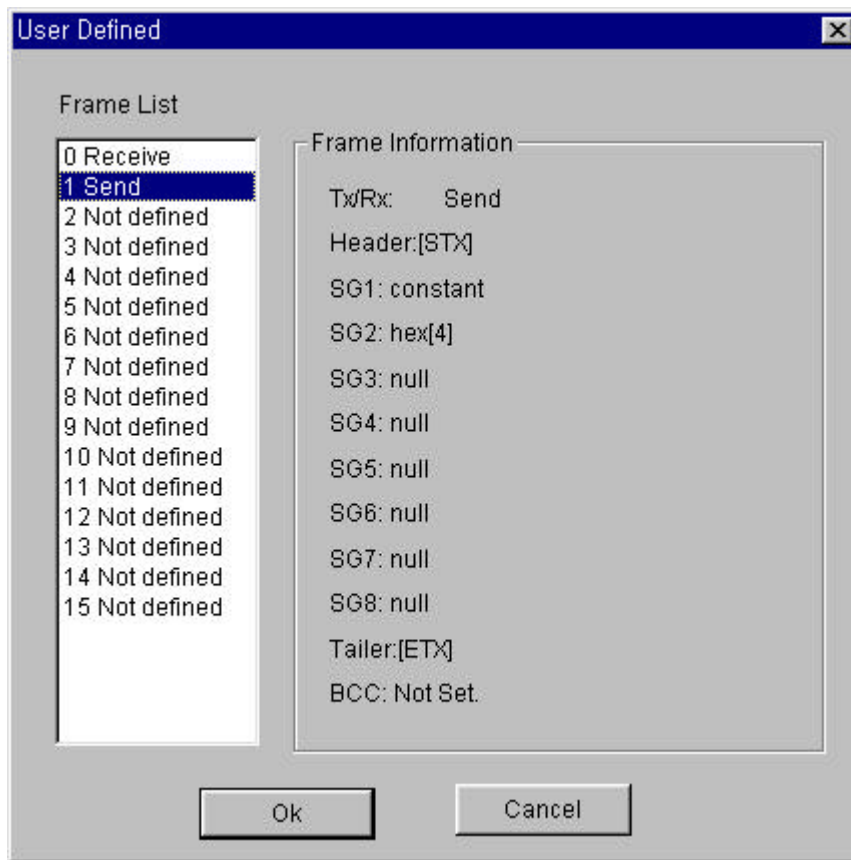 User Defined
Frame List
0 Receive
1 Send
2 Not defined
3 Not defined
4 Not defined
5 Not defined
6 Not defined
7 Not defined
8 Not defined
9 Not defined
10 Not defined
11 Not defined
12 Not defined
13 Not defined
14 Not defined
15 Not defined
Frame Information
Tx/Rx: Send
Header:[STX]
SG1: constant
SG2: hex[4]
SG3: null
SG4: null
SG5: null
SG6: null
SG7: null
SG8: null
Tailer:[ETX]
BCC: Not Set.
Ok
Cancel